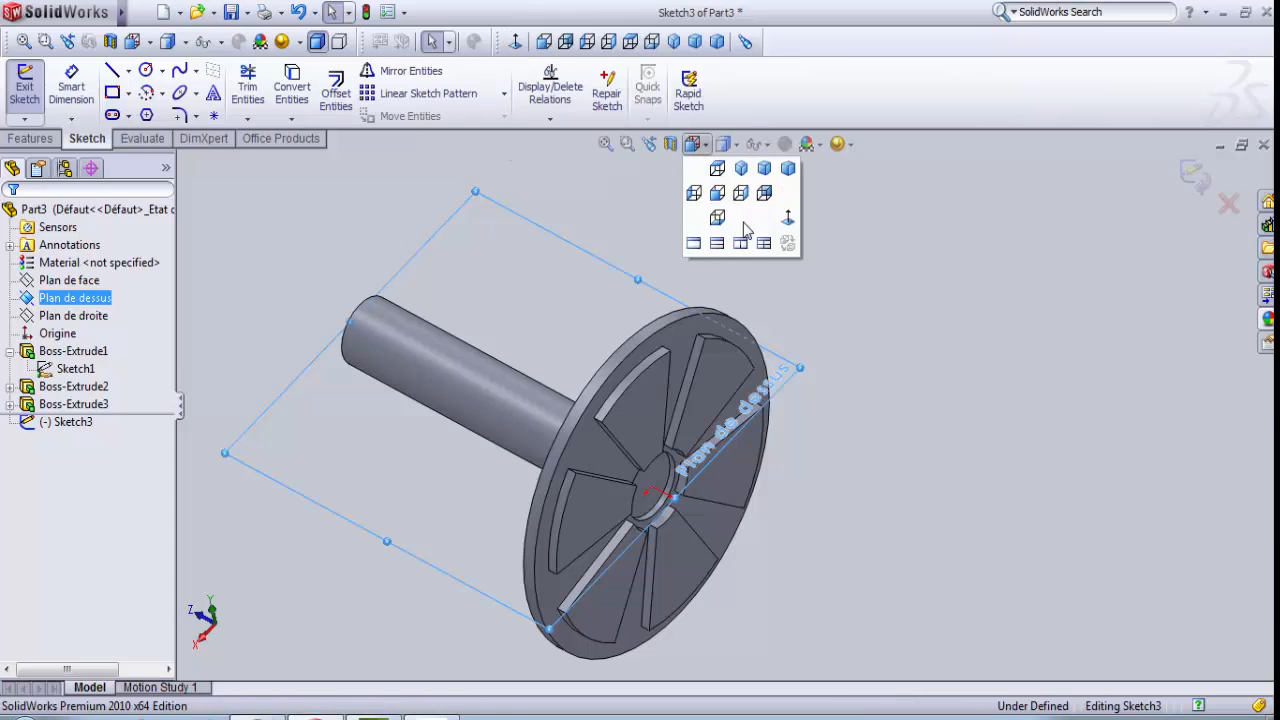 SolidWorks
Sketch3 of Part3 *
SolidWorks Search
Exit Sketch
Smart Dimension
Trim Entities
Convert Entities
Offset Entities
Mirror Entities
Linear Sketch Pattern
Move Entities
Display/Delete Relations
Repair Sketch
Quick Snaps
Rapid Sketch
Features
Sketch
Evaluate
DimXpert
Office Products
Part3 (Défaut<<Défaut>_Etat d
Sensors
Annotations
Material <not specified>
Plan de face
Plan de dessus
Plan de droite
Origine
Boss-Extrude1
Sketch1
Boss-Extrude2
Boss-Extrude3
(-) Sketch3
Plan de dessus
Y
Z
X
Model
Motion Study 1
SolidWorks Premium 2010 x64 Edition
Under Defined
Editing Sketch3